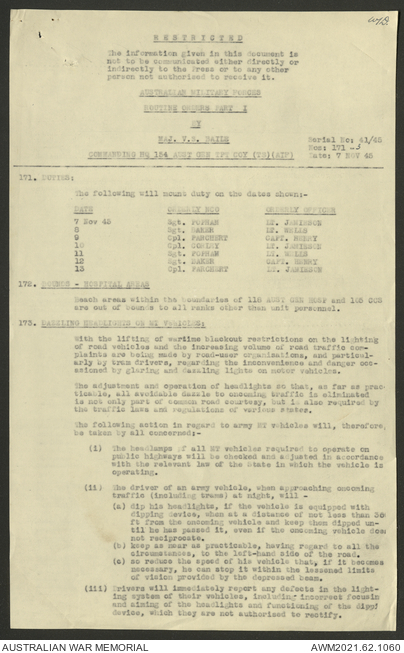 RESTRICTED
The information given in this document is
not to be communicated either directly or
indirectly to the Press or to any other
person not authorised to receive it.
AUSTRALIAN MILITARY FORCES
ROUTINE ORDERS PART I
BY
MAJ. V.S.
Serial No: 41/45
COMMANDING HQ 154 AUST GEN TPT COY (AIF)
Nos: 171
Date: 7 NOV 45
171. DUTIES:
The following will mount duty on the dates shown:-
DATE ORDERLY NCO ORDERLY OFFICER
7 Nov 45 Sgt. POPHAM Lt. JAMIESON
8 Sgt. BAKER Lt. WELLS
9 Cpl. PANCHERT CAPT. HENRY
10 Cpl. Lt. JAMIESON
11 Sgt. POPHAM Lt. WELLS
12 Sgt. BAKER CAPT. HENRY
13 Cpl. PANCHERT Lt. JAMIESON
172. BOUNDS - HOSPITAL AREAS
Beach areas within the boundaries of 118 AUST GEN HOSP and 105 CCS
are out of bounds to all ranks other than unit personnel.
173. DAZZLING HEADLIGHTS ON MT VEHICLES:
With the lifting of wartime blackout restrictions on the lighting
of road vehicles and the increasing volume of road traffic com-
plaints are being made by road-user organisations, and particul-
arly by tram drivers, regarding the inconvenience and danger occ-
asioned by glaring and dazzling lights on motor vehicles.
The adjustment and operation of headlights so that, as far as prac-
ticable, all avoidable dazzle to oncoming traffic is eliminated
is not only part of common road courtesy, but is also required by
the traffic laws and regulations of various states.
The following action in regard to army MT vehicles will, therefore,
be taken by all concerned:-
(i) The headlamps of all MT vehicles required to operate on
public highways will be checked and adjusted in accordance
with the relevant law of the State in which the vehicle is
operating.
(ii) The driver of an army vehicle, when approaching oncoming
traffic (including trams) at night, will -
(a) dip his headlights, if the vehicle is equipped with
dipping device, when at a distance of not less than
ft from the oncoming vehicle and keep them dipped un-
til he has passed it, even if the oncoming vehicle does
not reciprocate.
(b) keep as near as practicable, having regard to all the
circumstances, to the left-hand side of the road.
(c) so reduce the speed of his vehicle that, if it becomes
necessary, he can stop it within the lessened limits
of vision provided by the depressed beam.
(iii) Drivers will immediately report any defects in the light-
ing system of their vehicles, including incorrect focusin
and aiming of the headlights and functioning of the dippi
device, which they are not authorised to rectify.
AUSTRALIAN WAR MEMORIAL
AWM2021.62.1060